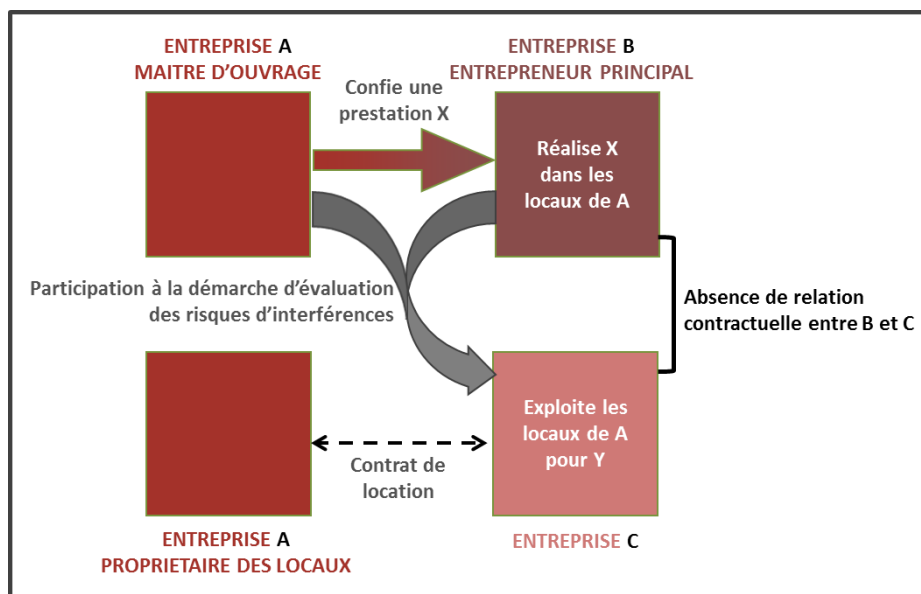 ENTREPRISE A
MAITRE D'OUVRAGE
ENTREPRISE B
ENTREPRENEUR PRINCIPAL
Confie une
prestation X
Réalise X
dans les
locaux de A
Participation à la démarche d'évaluation
des risques d'interférences
Absence de relation
contractuelle entre B et C
Exploite les
locaux de A
pour Y
Contrat de
location
ENTREPRISE A
PROPRIETAIRE DES LOCAUX
ENTREPRISE C